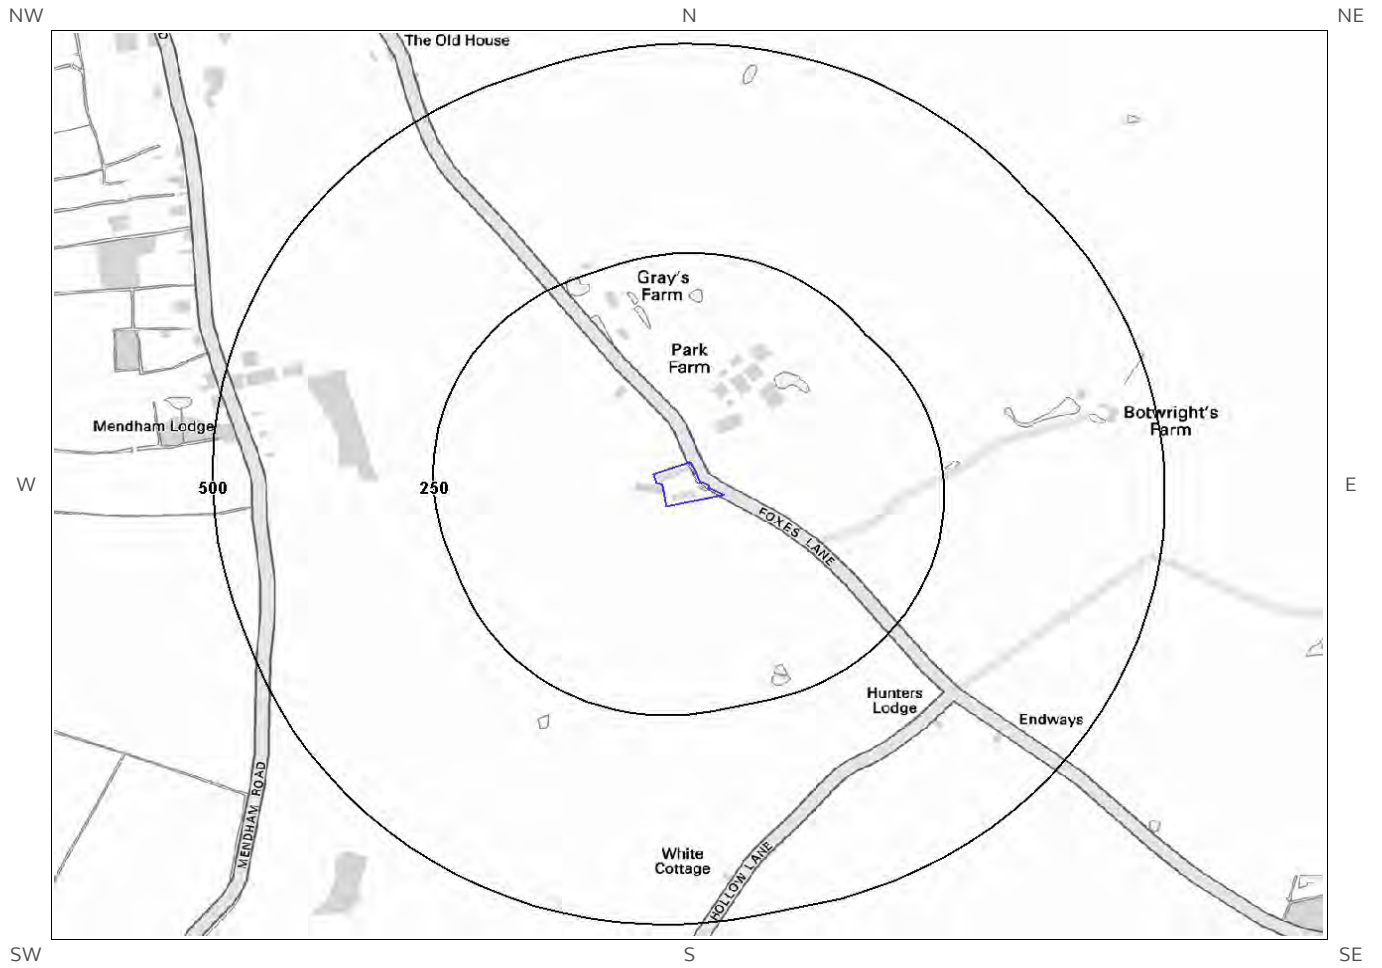 NW
N
NE
The Old House
Gray's
Farm
Park
Farm
Botwright's
Farm
Mendham Lodge
W
500
250
E
FOXES LANE
Hunters
Lodge
Endways
MENDHAM ROAD
White
Cottage
HOLLOW LANE
SW
S
SE